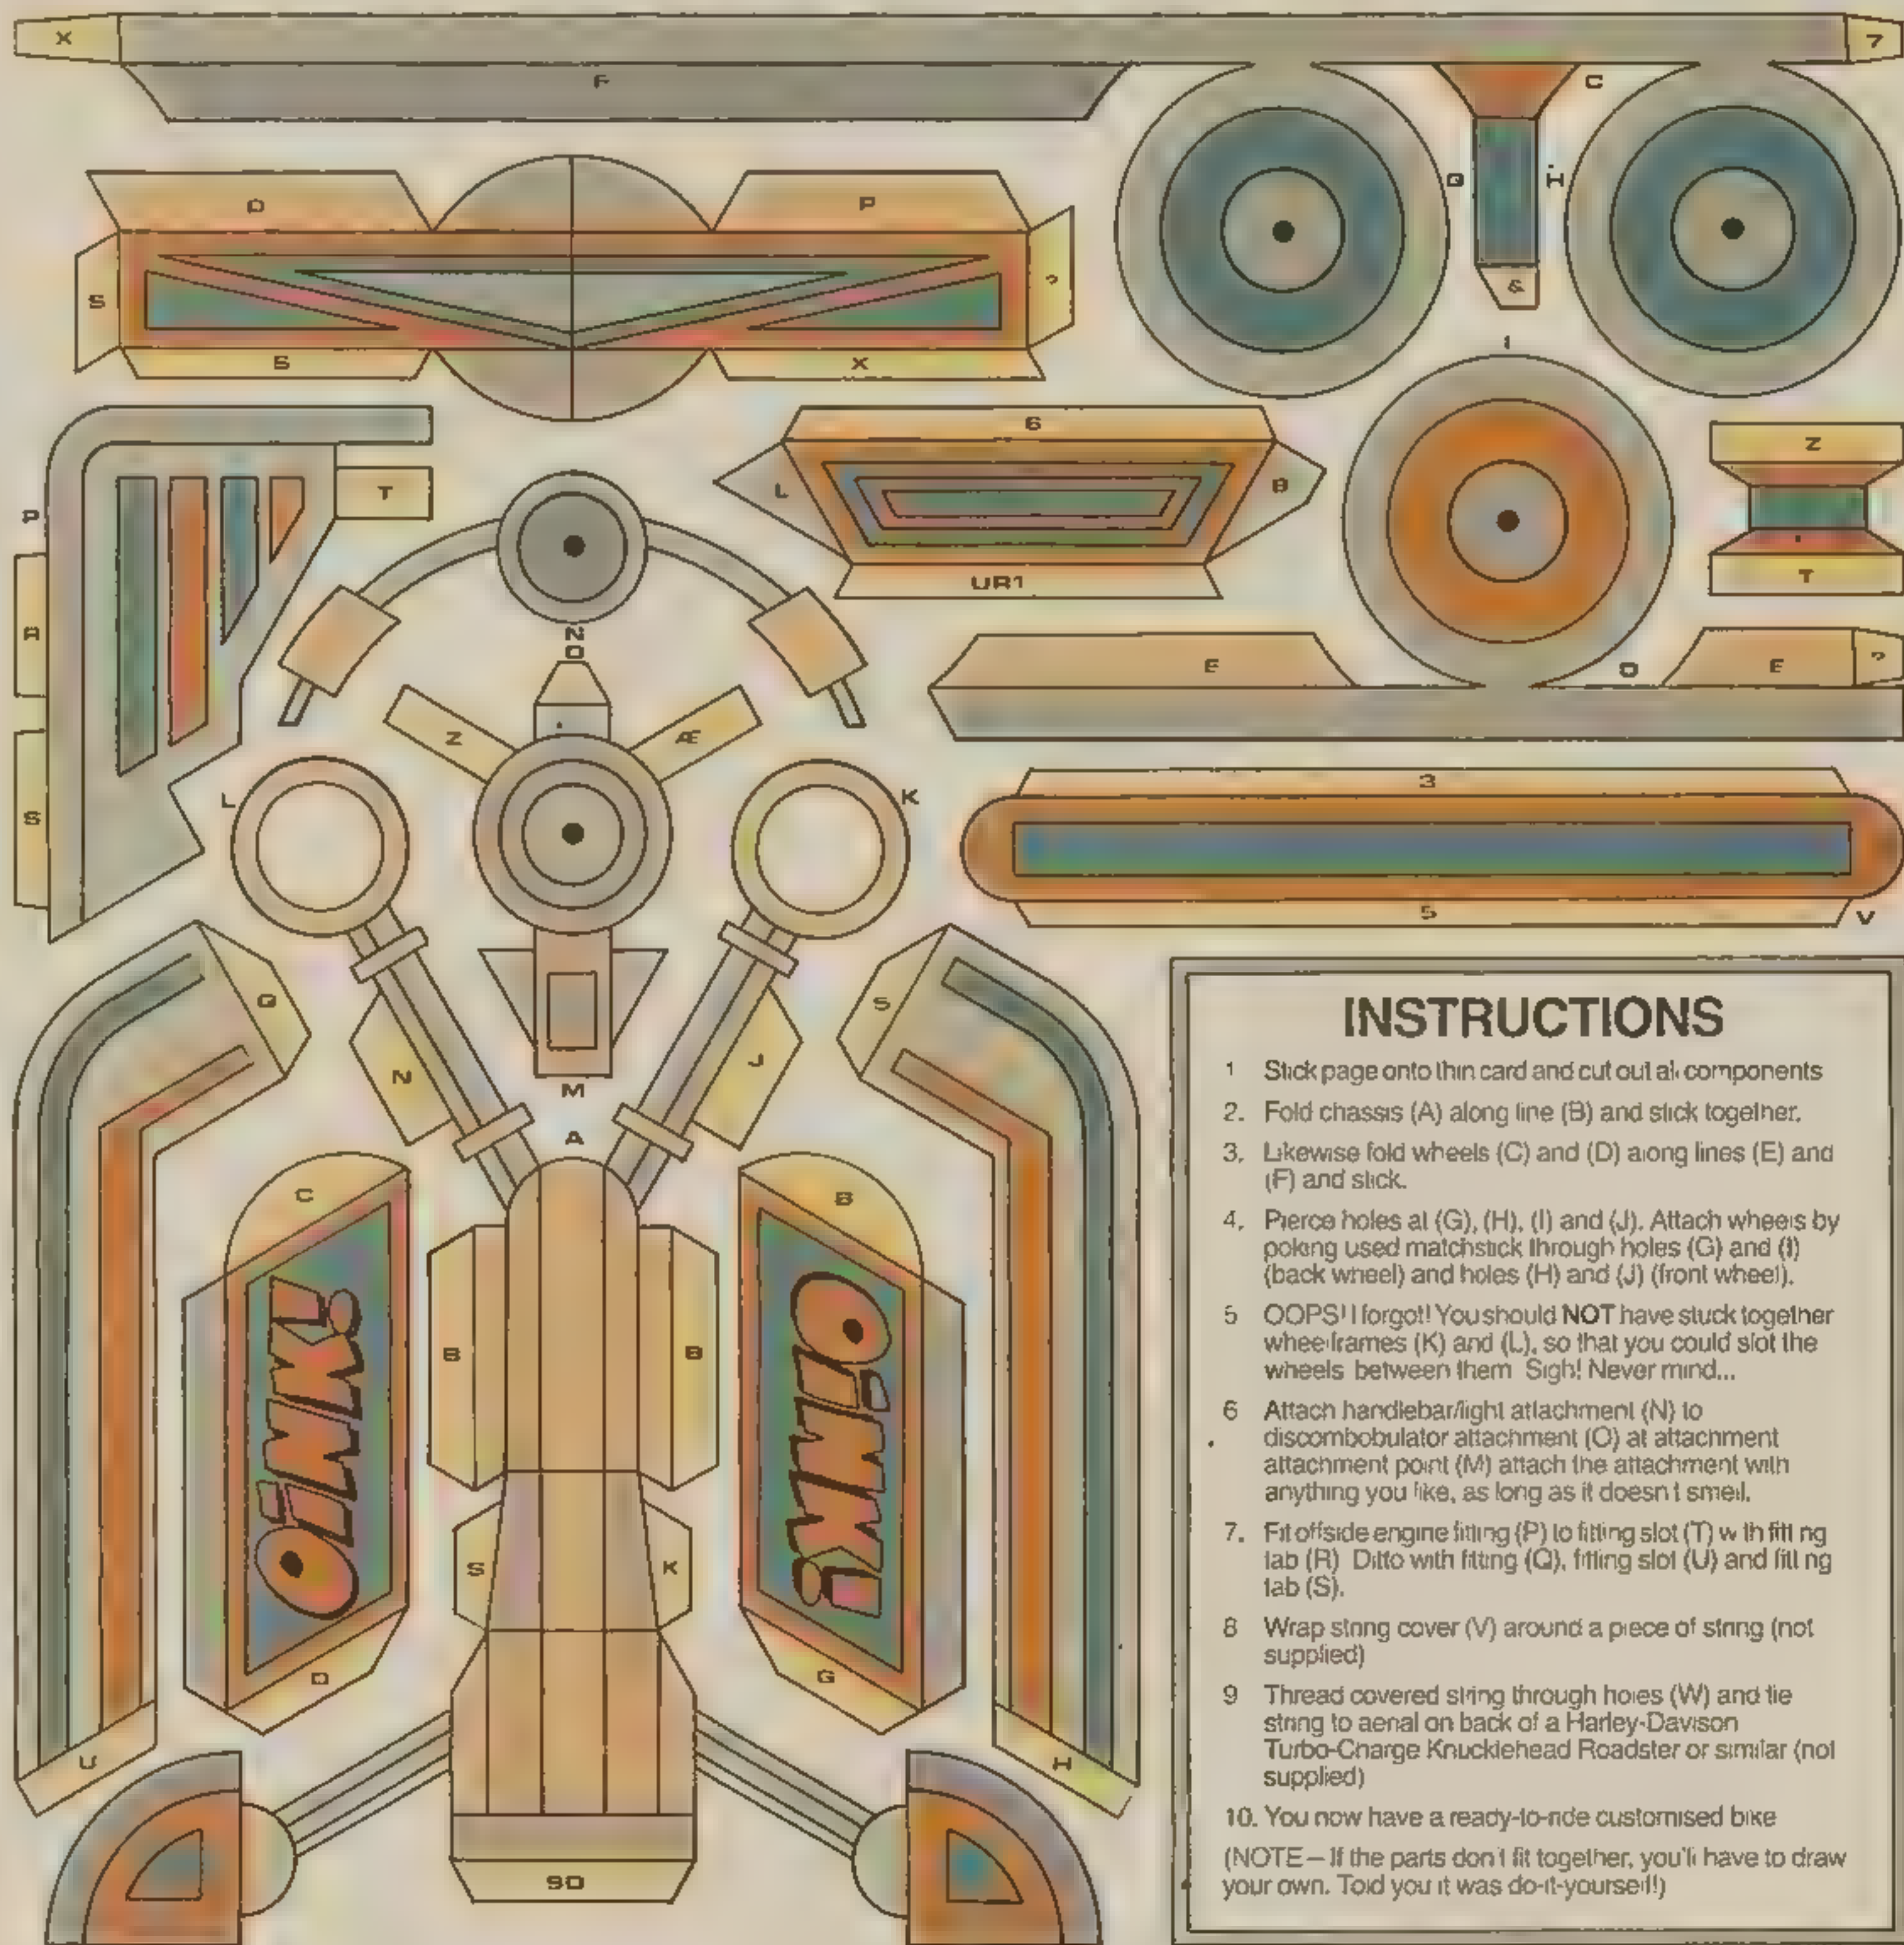 X
7
F
C
D
P
G
H
S
?
&
5
X
I
6
Z
L
B
T
P
UR1
T
R
N
O
E
D
E
?
Z
Æ
3
L
K
S
5
V
Q
S
N
J
M
A
C
B
B
B
OiNK!
OiNK!
S
K
D
G
U
H
90
INSTRUCTIONS
1 Stick page onto thin card and cut out all components
2. Fold chassis (A) along line (B) and stick together.
3. Likewise fold wheels (C) and (D) along lines (E) and
(F) and stick.
4. Pierce holes at (G), (H), (I) and (J). Attach wheels by
poking used matchstick through holes (G) and (I)
(back wheel) and holes (H) and (J) (front wheel).
5 OOPS! I forgot! You should NOT have stuck together
wheelframes (K) and (L), so that you could slot the
wheels between them Sigh! Never mind...
6 Attach handlebar/light attachment (N) to
discombobulator attachment (O) at attachment
attachment point (M) attach the attachment with
anything you like, as long as it doesn't smell.
7. Fit offside engine fitting (P) to fitting slot (T) with fitting
tab (R) Ditto with fitting (Q), fitting slot (U) and fitting
tab (S).
8 Wrap string cover (V) around a piece of string (not
supplied)
9 Thread covered string through holes (W) and tie
string to aerial on back of a Harley-Davison
Turbo-Charge Knucklehead Roadster or similar (not
supplied)
10. You now have a ready-to-ride customised bike
(NOTE – If the parts don't fit together, you'll have to draw
your own. Told you it was do-it-yourself!)